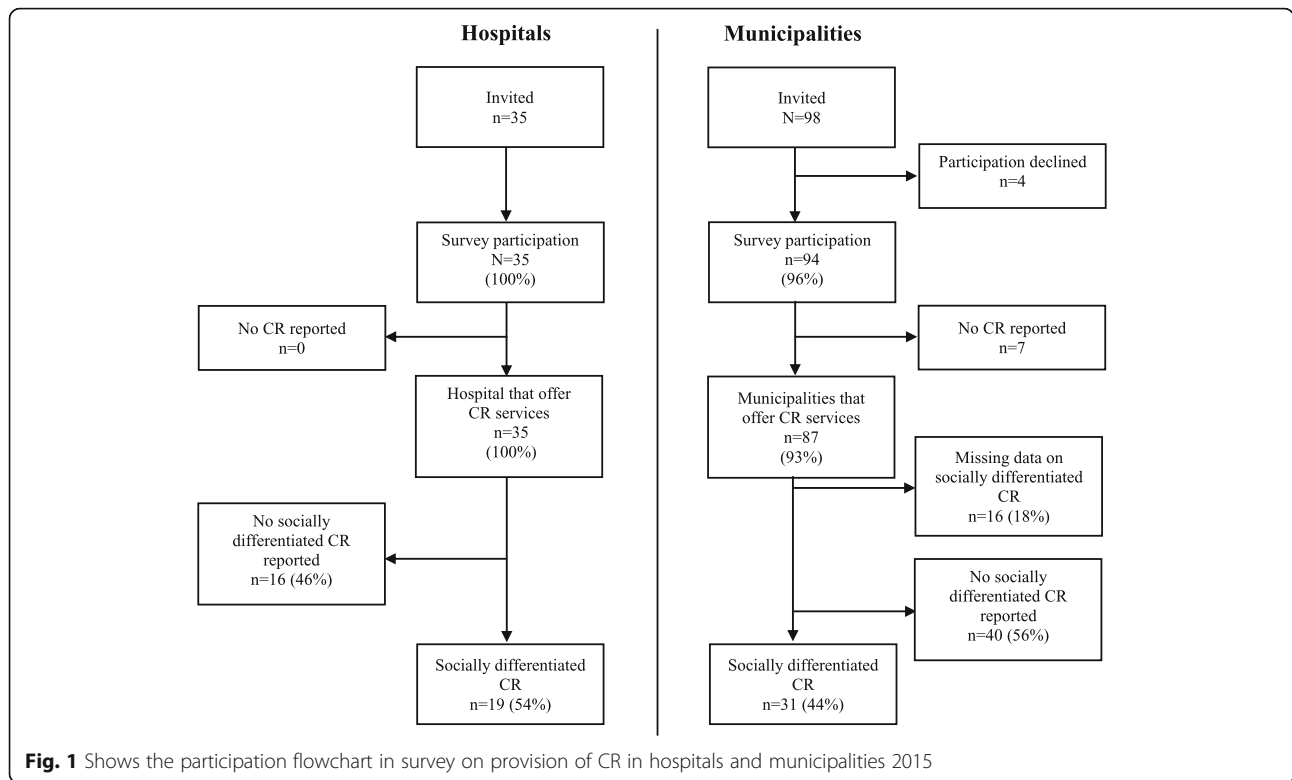 Hospitals
Invited
n=35
Survey participation
N=35
(100%)
No CR reported
n=0
Hospital that offer
CR services
n=35
(100%)
No socially
differentiated CR
reported
n=16 (46%)
Socially differentiated
CR
n=19 (54%)
Municipalities
Invited
N=98
Participation declined
n=4
Survey participation
n=94
(96%)
No CR reported
n=7
Municipalities that
offer CR services
n=87
(93%)
Missing data on
socially differentiated
CR
n=16 (18%)
No socially
differentiated CR
reported
n=40 (56%)
Socially differentiated
CR
n=31 (44%)
Fig. 1 Shows the participation flowchart in survey on provision of CR in hospitals and municipalities 2015